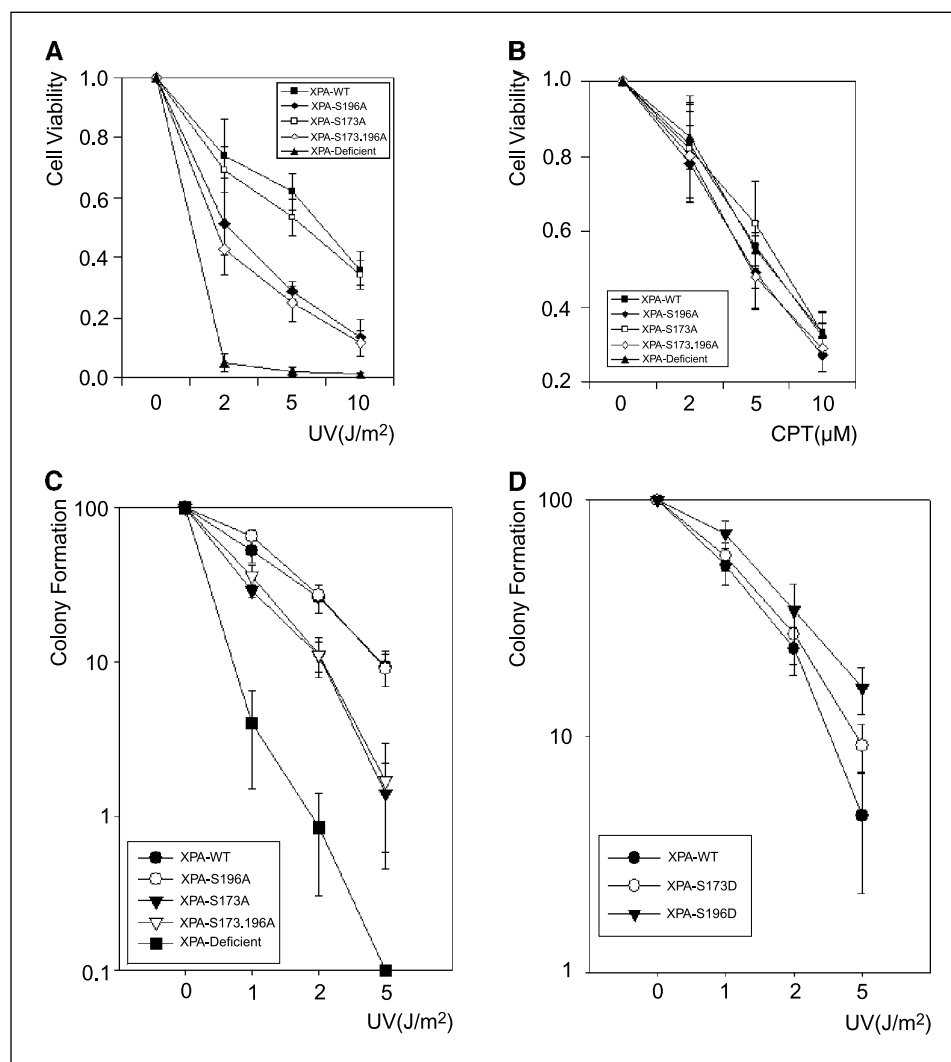 A
Cell Viability
1.0
0.8
0.6
0.4
0.2
0.0
XPA-WT
XPA-S196A
XPA-S173A
XPA-S173.196A
XPA-Deficient
0 2 5 10
UV(J/m²)
B
Cell Viability
1.0
0.8
0.6
0.4
0.2
XPA-WT
XPA-S196A
XPA-S173A
XPA-S173.196A
XPA-Deficient
0 2 5 10
CPT(µM)
C
Colony Formation
100
10
1
0.1
XPA-WT
XPA-S196A
XPA-S173A
XPA-S173.196A
XPA-Deficient
0 1 2 5
UV(J/m²)
D
Colony Formation
100
10
1
XPA-WT
XPA-S173D
XPA-S196D
0 1 2 5
UV(J/m²)